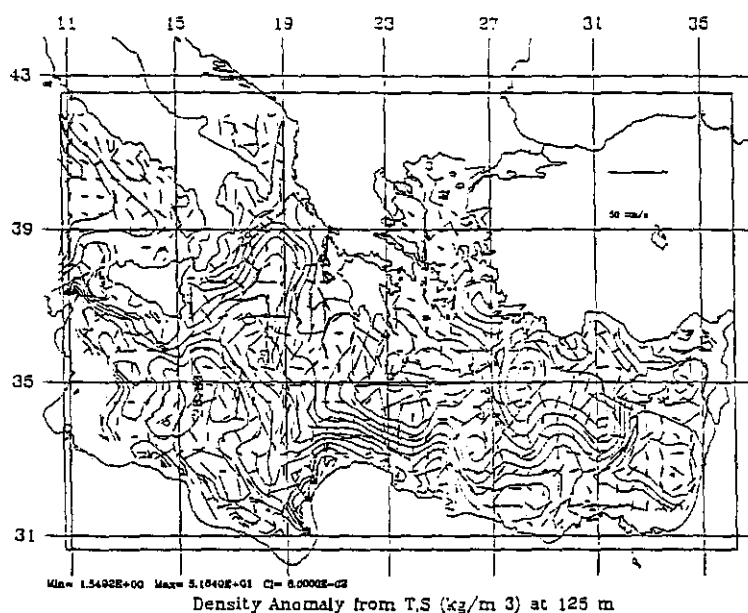 11 15 19 23 27 31 35
43
39
50 cm/s
35
31
Min= 1.5492E+00 Max= 5.1640E+01 CI= 6.0000E-02
Density Anomaly from T,S (kg/m 3) at 125 m